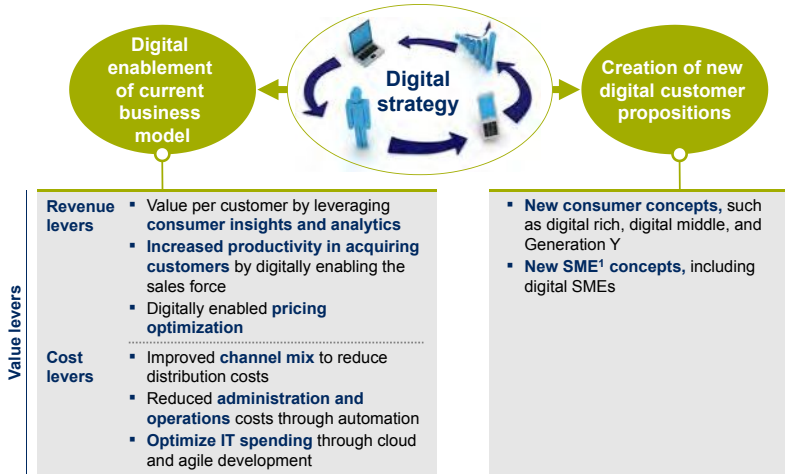 Digital
enablement
of current
business
model
Digital
strategy
Creation of new
digital customer
propositions
Value levers
Revenue
levers
▪ Value per customer by leveraging
consumer insights and analytics
▪ Increased productivity in acquiring
customers by digitally enabling the
sales force
▪ Digitally enabled pricing
optimization
Cost
levers
▪ Improved channel mix to reduce
distribution costs
▪ Reduced administration and
operations costs through automation
▪ Optimize IT spending through cloud
and agile development
▪ New consumer concepts, such
as digital rich, digital middle, and
Generation Y
▪ New SME¹ concepts, including
digital SMEs